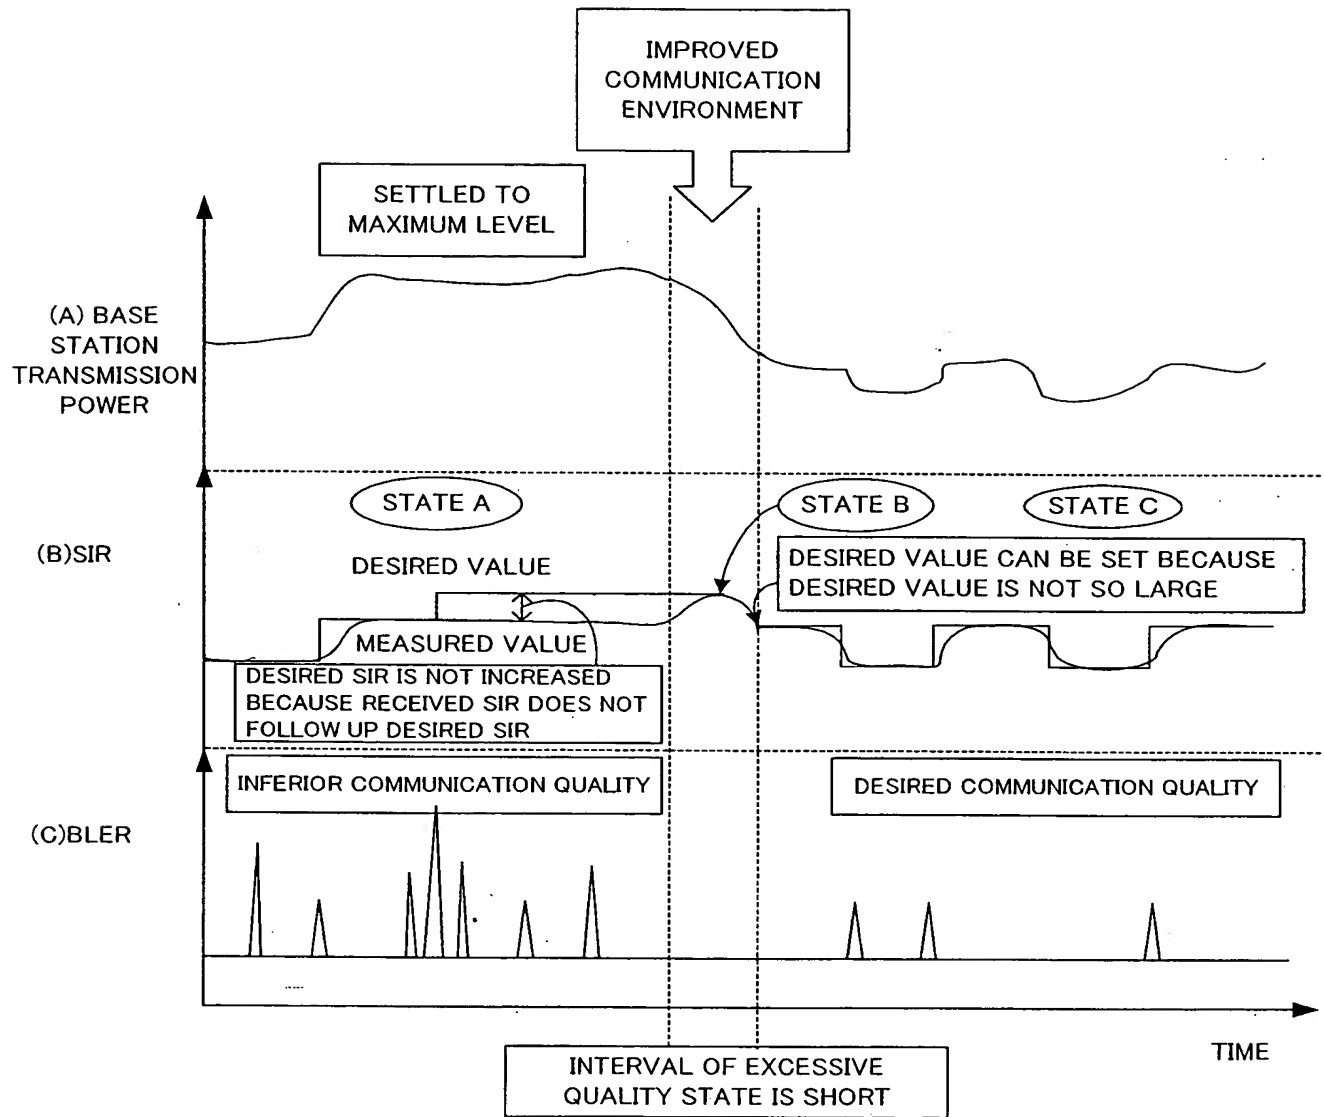 IMPROVED
COMMUNICATION
ENVIRONMENT
SETTLED TO
MAXIMUM LEVEL
(A) BASE
STATION
TRANSMISSION
POWER
STATE A
STATE B
STATE C
(B)SIR
DESIRED VALUE
DESIRED VALUE CAN BE SET BECAUSE
DESIRED VALUE IS NOT SO LARGE
MEASURED VALUE
DESIRED SIR IS NOT INCREASED
BECAUSE RECEIVED SIR DOES NOT
FOLLOW UP DESIRED SIR
INFERIOR COMMUNICATION QUALITY
DESIRED COMMUNICATION QUALITY
(C)BLER
TIME
INTERVAL OF EXCESSIVE
QUALITY STATE IS SHORT